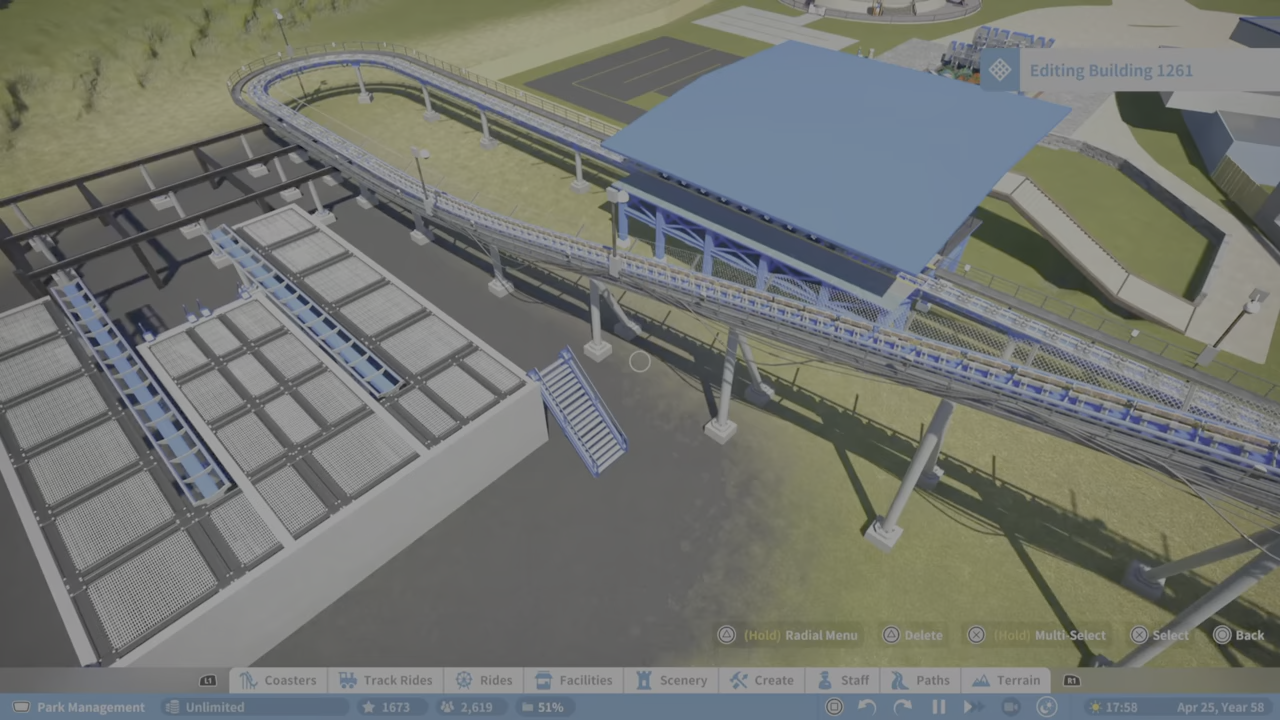 Editing Building 1261
(Hold) Radial Menu
Delete
(Hold) Multi-Select
Select
Back
L1
Coasters
Track Rides
Rides
Facilities
Scenery
Create
Staff
Paths
Terrain
R1
Park Management
Unlimited
1673
2,619
51%
17:58
Apr 25, Year 58